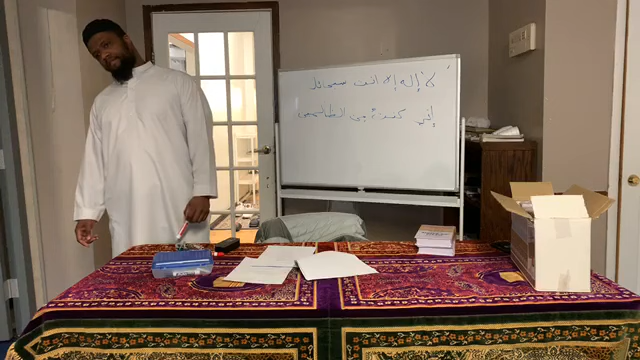 لا إله إلا أنت سبحانك
إني كنت من الظالمين